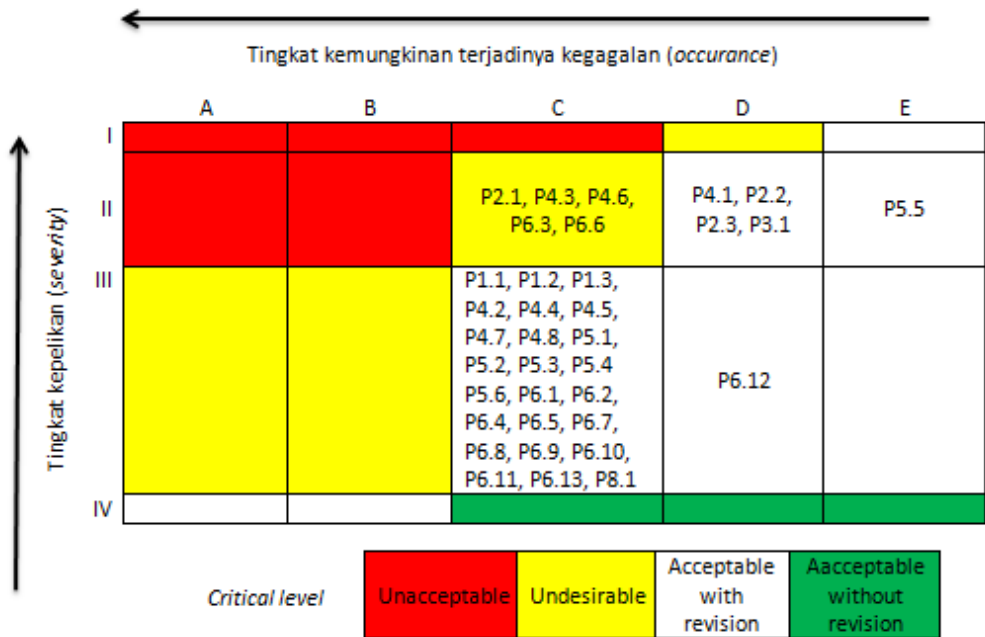 Tingkat kemungkinan terjadinya kegagalan (occurance)
A B C D E
I
II
P2.1, P4.3, P4.6,
P6.3, P6.6
P4.1, P2.2,
P2.3, P3.1
P5.5
III
P1.1, P1.2, P1.3,
P4.2, P4.4, P4.5,
P4.7, P4.8, P5.1,
P5.2, P5.3, P5.4
P5.6, P6.1, P6.2,
P6.4, P6.5, P6.7,
P6.8, P6.9, P6.10,
P6.11, P6.13, P8.1
P6.12
IV
Tingkat kepelikan (severity)
Critical level
Unacceptable
Undesirable
Acceptable
with
revision
Aacceptable
without
revision